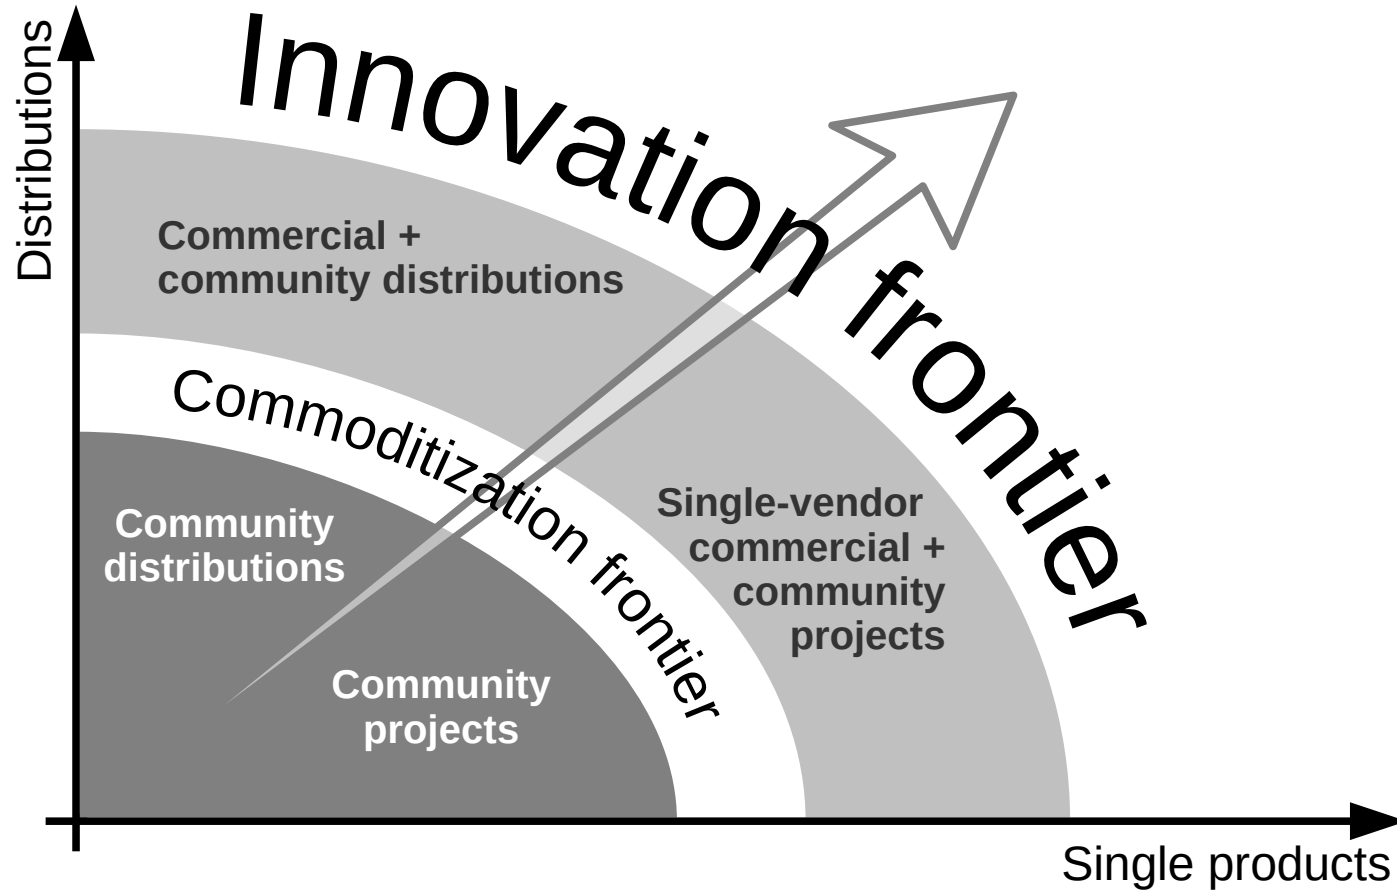 Distributions
Innovation frontier
Commercial +
community distributions
Commoditization frontier
Community
distributions
Single-vendor
commercial +
community
projects
Community
projects
Single products